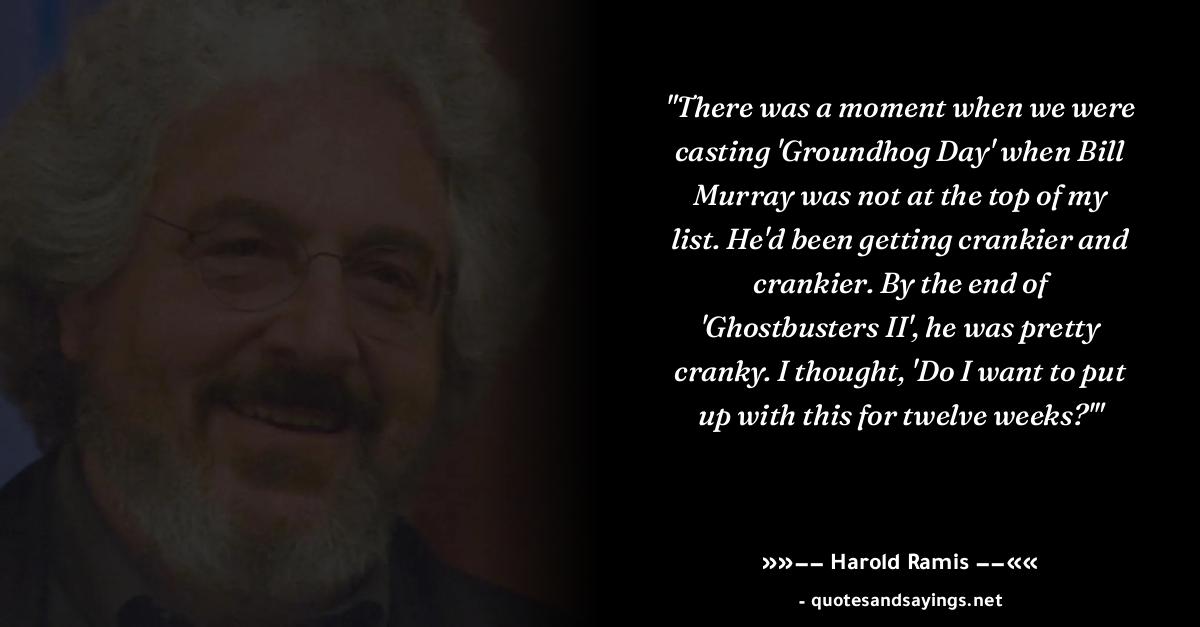 "There was a moment when we were
casting 'Groundhog Day' when Bill
Murray was not at the top of my
list. He'd been getting crankier and
crankier. By the end of
'Ghostbusters II', he was pretty
cranky. I thought, 'Do I want to put
up with this for twelve weeks?'"
»»−− Harold Ramis −−««
- quotesandsayings.net